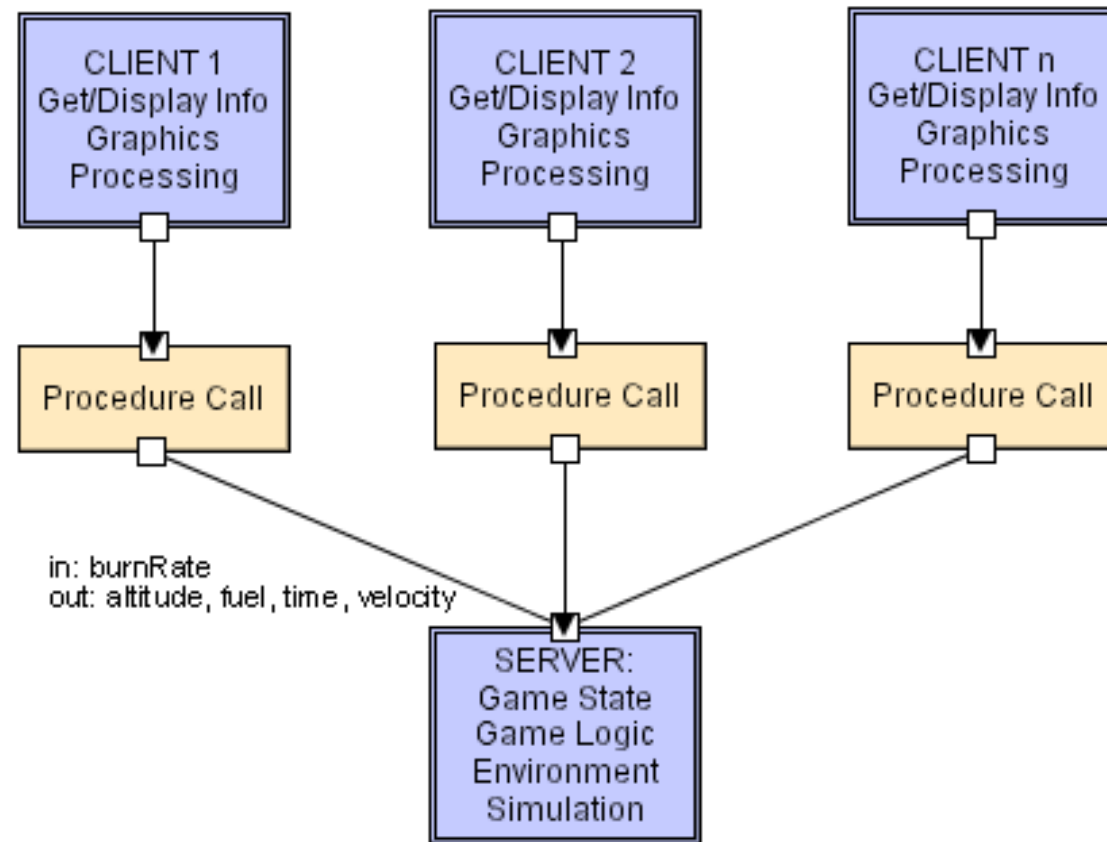 CLIENT 1
Get/Display Info
Graphics
Processing
CLIENT 2
Get/Display Info
Graphics
Processing
CLIENT n
Get/Display Info
Graphics
Processing
Procedure Call
Procedure Call
Procedure Call
in: burnRate
out: altitude, fuel, time, velocity
SERVER:
Game State
Game Logic
Environment
Simulation